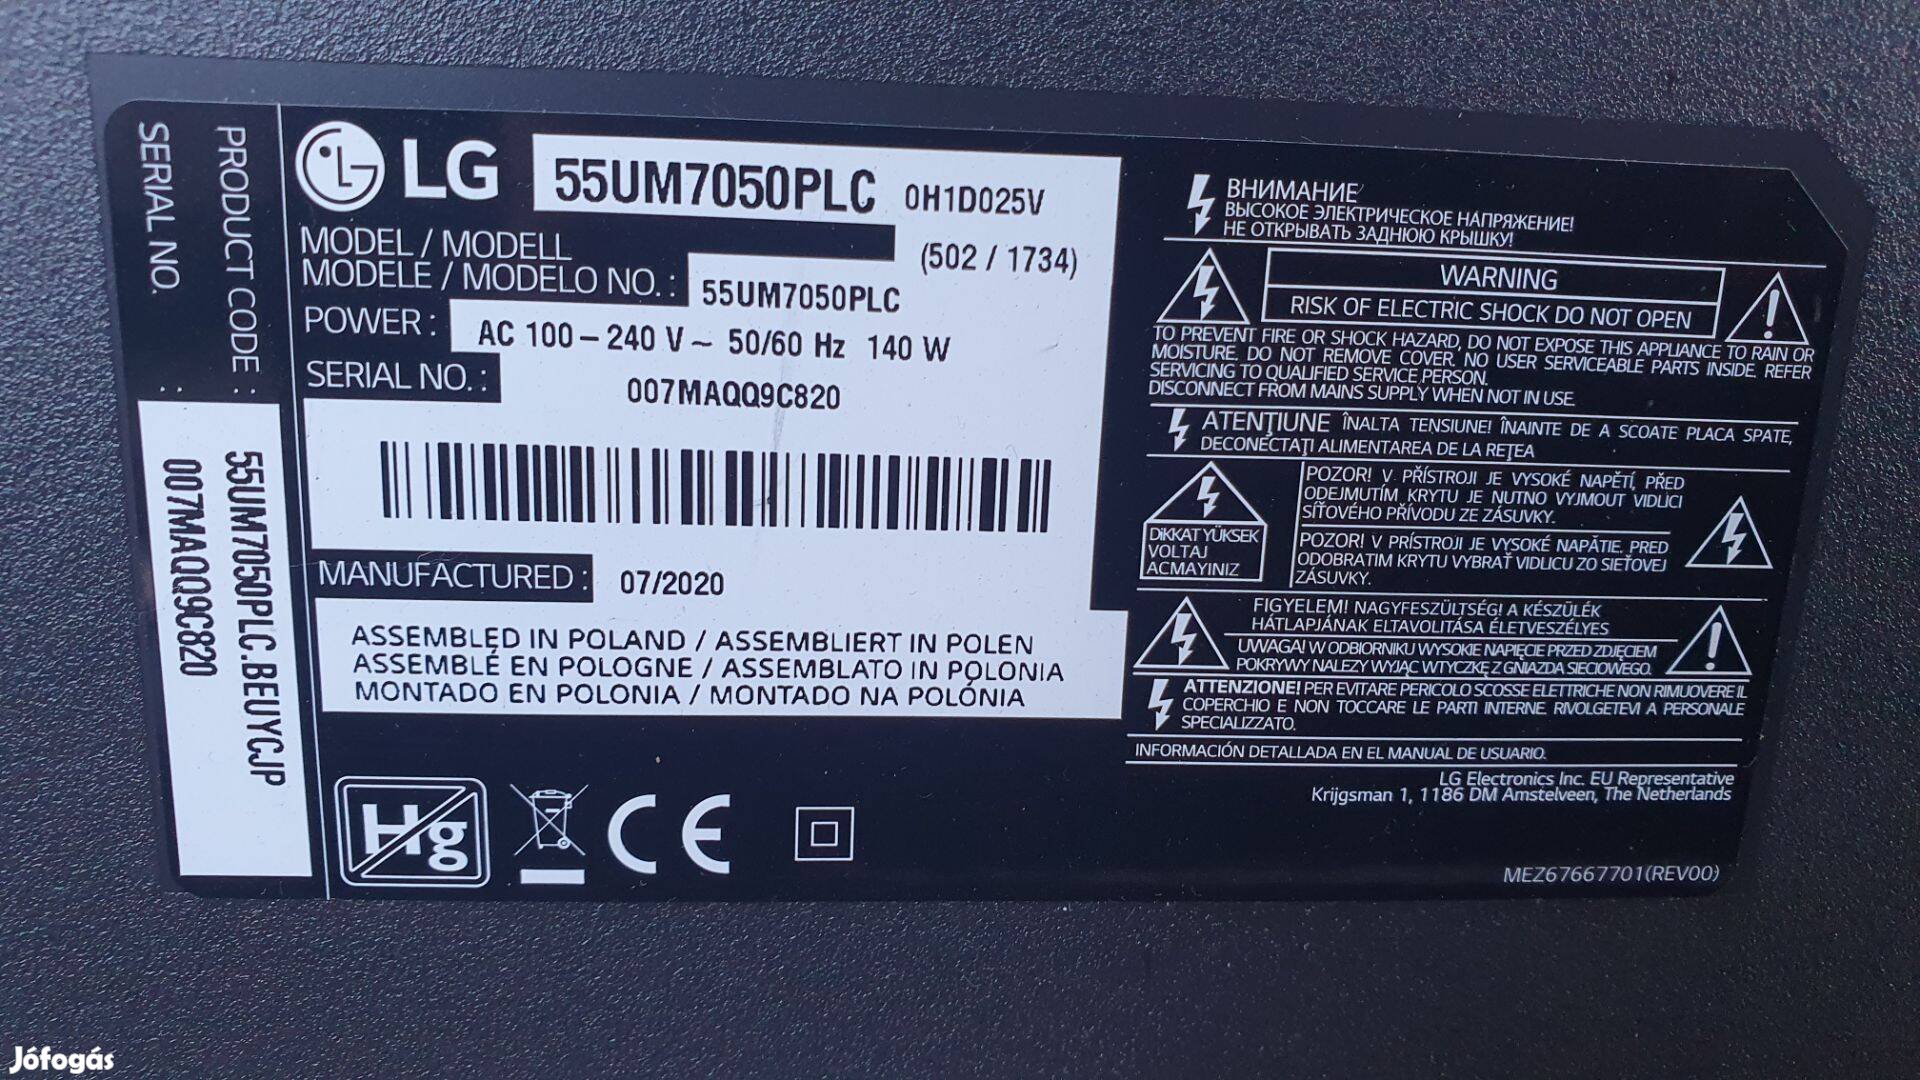 PRODUCT CODE : 55UM7050PLC.BEUYCJP
SERIAL NO. : 007MAQQ9C820
LG 55UM7050PLC 0H1D025V
(502 / 1734)
MODEL / MODELL
MODELE / MODELO NO. : 55UM7050PLC
POWER : AC 100 – 240 V ~ 50/60 Hz 140 W
SERIAL NO. : 007MAQQ9C820
MANUFACTURED : 07/2020
ASSEMBLED IN POLAND / ASSEMBLIERT IN POLEN
ASSEMBLÉ EN POLOGNE / ASSEMBLATO IN POLONIA
MONTADO EN POLONIA / MONTADO NA POLÓNIA
Hg
CE
ВНИМАНИЕ
ВЫСОКОЕ ЭЛЕКТРИЧЕСКОЕ НАПРЯЖЕНИЕ!
НЕ ОТКРЫВАТЬ ЗАДНЮЮ КРЫШКУ!
WARNING
RISK OF ELECTRIC SHOCK DO NOT OPEN
TO PREVENT FIRE OR SHOCK HAZARD, DO NOT EXPOSE THIS APPLIANCE TO RAIN OR
MOISTURE. DO NOT REMOVE COVER. NO USER SERVICEABLE PARTS INSIDE. REFER
SERVICING TO QUALIFIED SERVICE PERSON.
DISCONNECT FROM MAINS SUPPLY WHEN NOT IN USE.
ATENŢIUNE ÎNALTA TENSIUNE! ÎNAINTE DE A SCOATE PLACA SPATE,
DECONECTAŢI ALIMENTAREA DE LA REŢEA
DIKKAT YÜKSEK
VOLTAJ
ACMAYINIZ
POZOR! V PŘÍSTROJI JE VYSOKÉ NAPĚTÍ, PŘED
ODEJMUTÍM KRYTU JE NUTNO VYJMOUT VIDLICI
SÍŤOVÉHO PŘÍVODU ZE ZÁSUVKY.
POZOR! V PRÍSTROJI JE VYSOKÉ NAPÄTIE. PRED
ODOBRATIM KRYTU VYBRAŤ VIDLICU ZO SIEŤOVEJ
ZÁSUVKY.
FIGYELEM! NAGYFESZÜLTSÉG! A KÉSZÜLÉK
HÁTLAPJÁNAK ELTAVOLITÁSA ÉLETVESZÉLYES
UWAGA! W ODBIORNIKU WYSOKIE NAPIĘCIE PRZED ZDJĘCIEM
POKRYWY NALEŻY WYJĄĆ WTYCZKĘ Z GNIAZDA SIECIOWEGO.
ATTENZIONE! PER EVITARE PERICOLO SCOSSE ELETTRICHE NON RIMUOVERE IL
COPERCHIO E NON TOCCARE LE PARTI INTERNE. RIVOLGETEVI A PERSONALE
SPECIALIZZATO.
INFORMACIÓN DETALLADA EN EL MANUAL DE USUARIO.
LG Electronics Inc. EU Representative
Krijgsman 1, 1186 DM Amstelveen, The Netherlands
MEZ67667701(REV00)
Jófogás